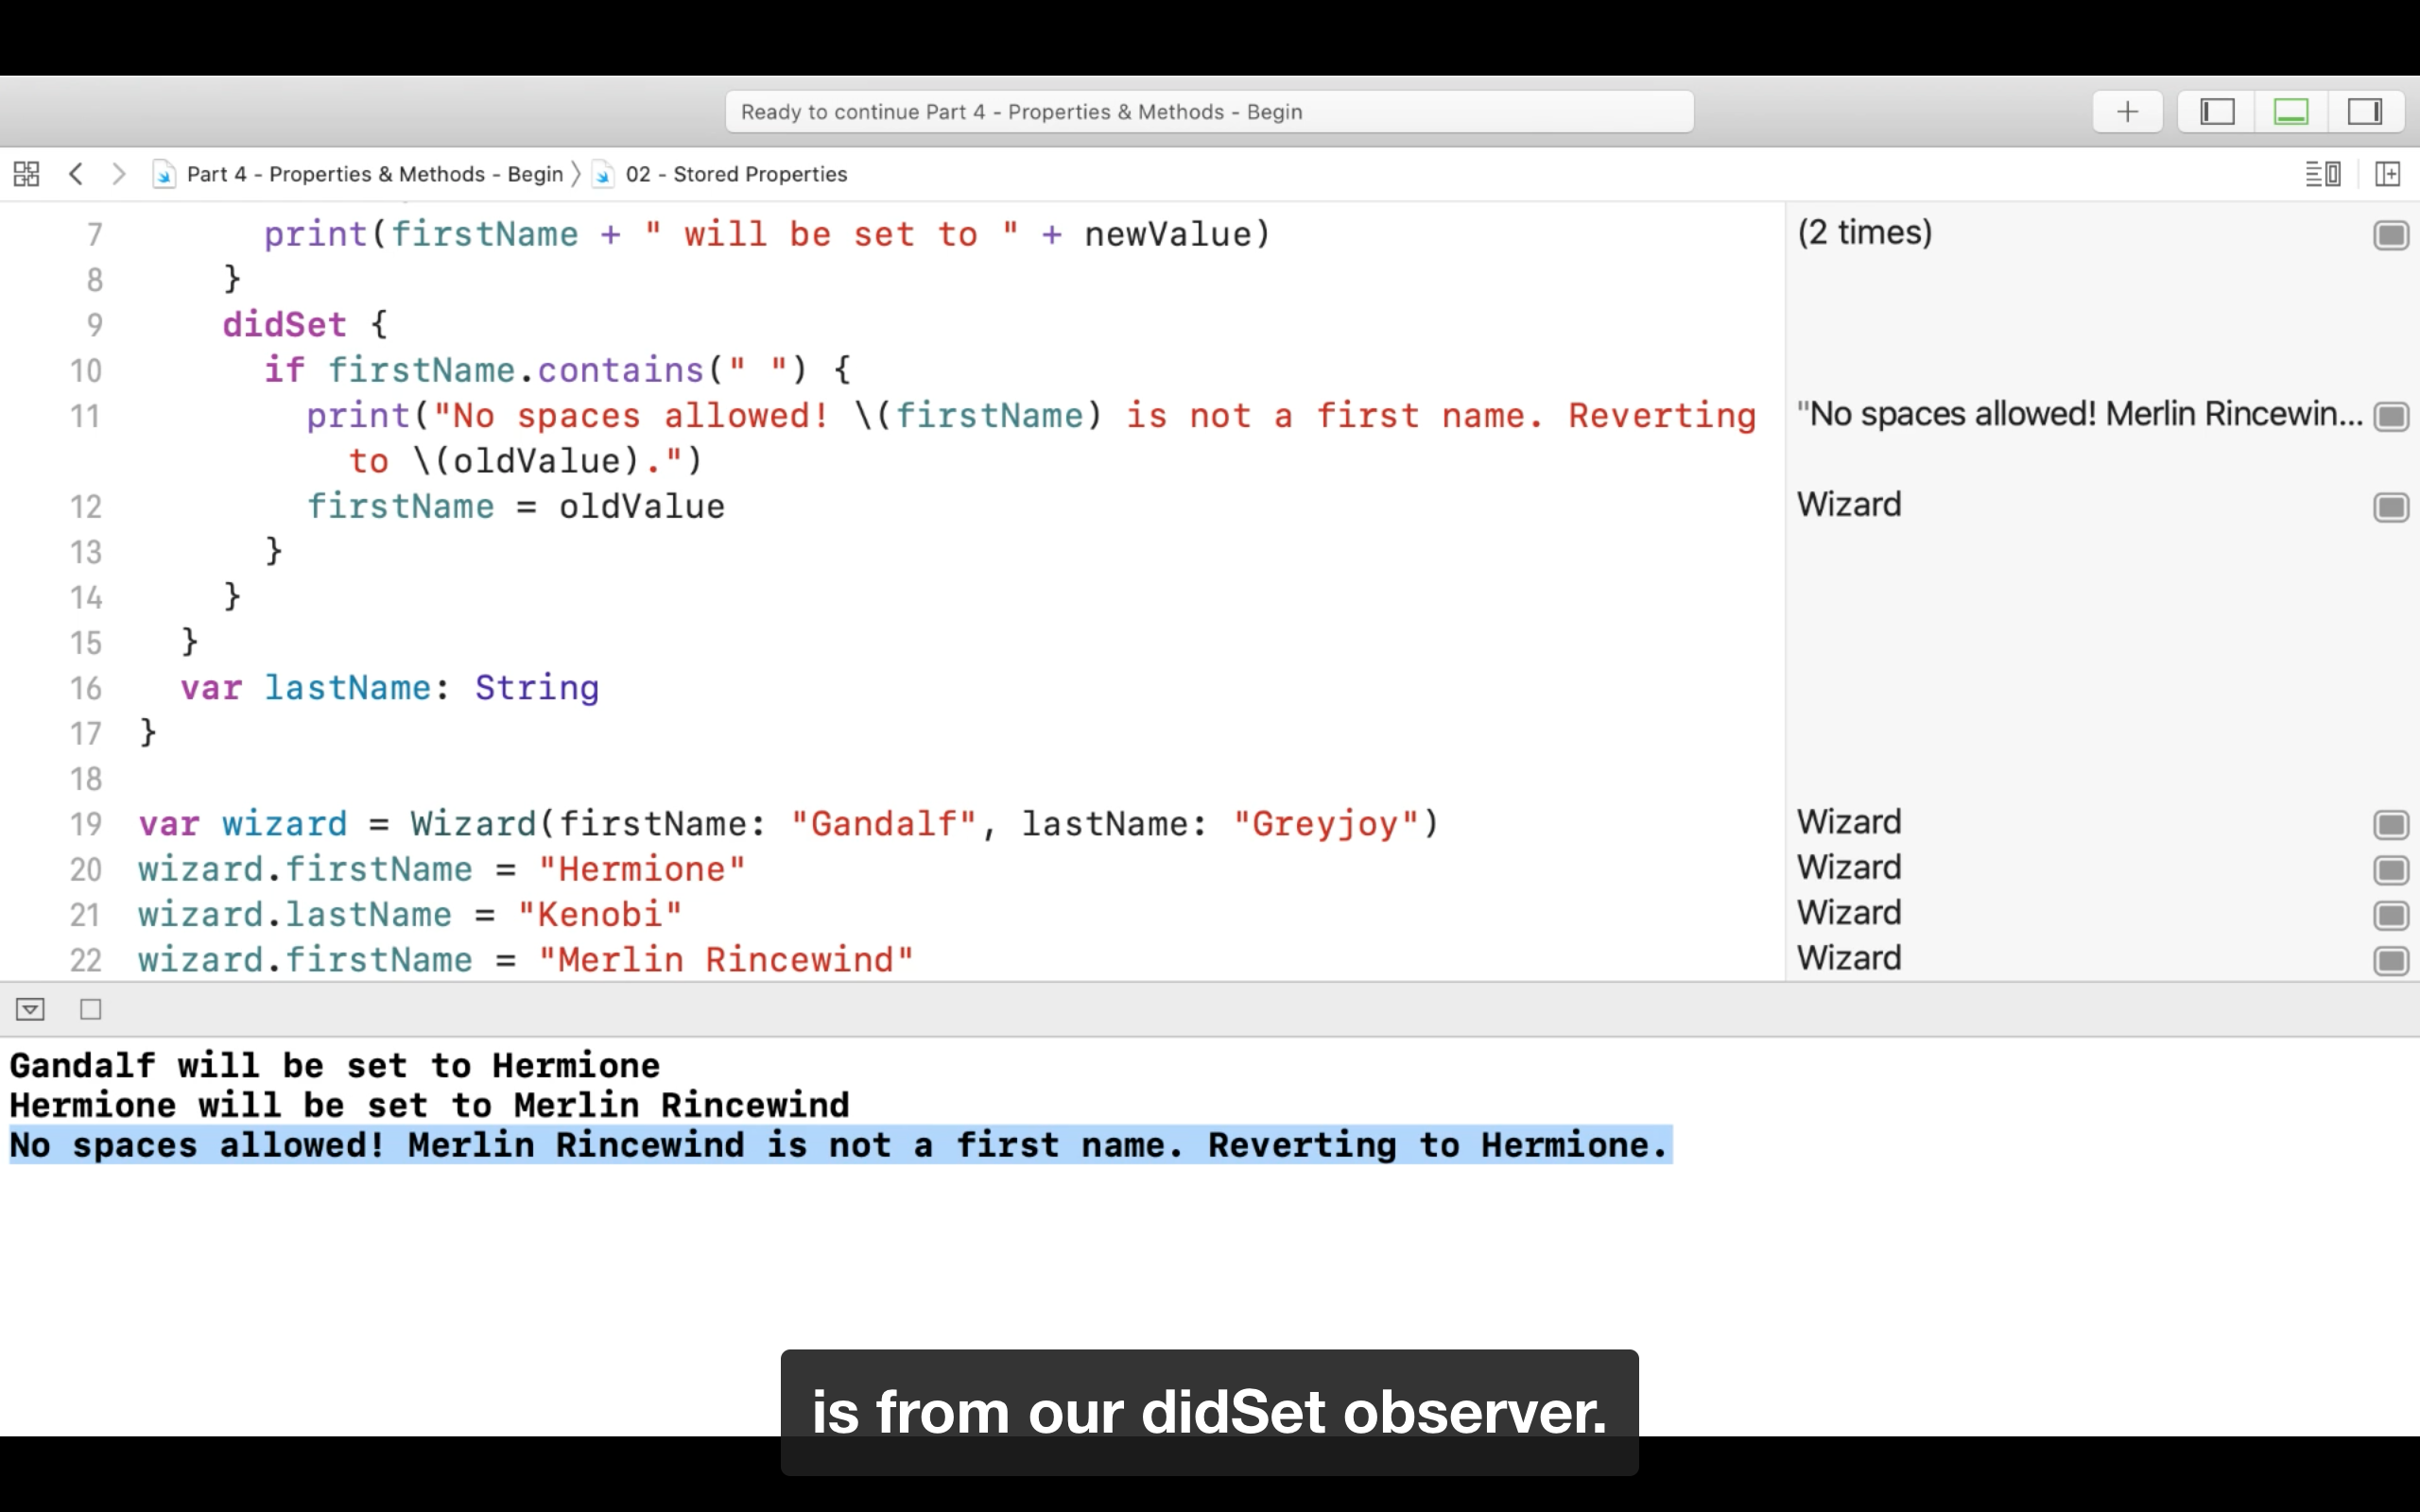 Ready to continue Part 4 - Properties & Methods - Begin
Part 4 - Properties & Methods - Begin 〉 02 - Stored Properties
7 print(firstName + " will be set to " + newValue) (2 times)
8 }
9 didSet {
10 if firstName.contains(" ") {
11 print("No spaces allowed! \(firstName) is not a first name. Reverting "No spaces allowed! Merlin Rincewin...
to \(oldValue).")
12 firstName = oldValue Wizard
13 }
14 }
15 }
16 var lastName: String
17 }
18
19 var wizard = Wizard(firstName: "Gandalf", lastName: "Greyjoy") Wizard
20 wizard.firstName = "Hermione" Wizard
21 wizard.lastName = "Kenobi" Wizard
22 wizard.firstName = "Merlin Rincewind" Wizard
Gandalf will be set to Hermione
Hermione will be set to Merlin Rincewind
No spaces allowed! Merlin Rincewind is not a first name. Reverting to Hermione.
is from our didSet observer.